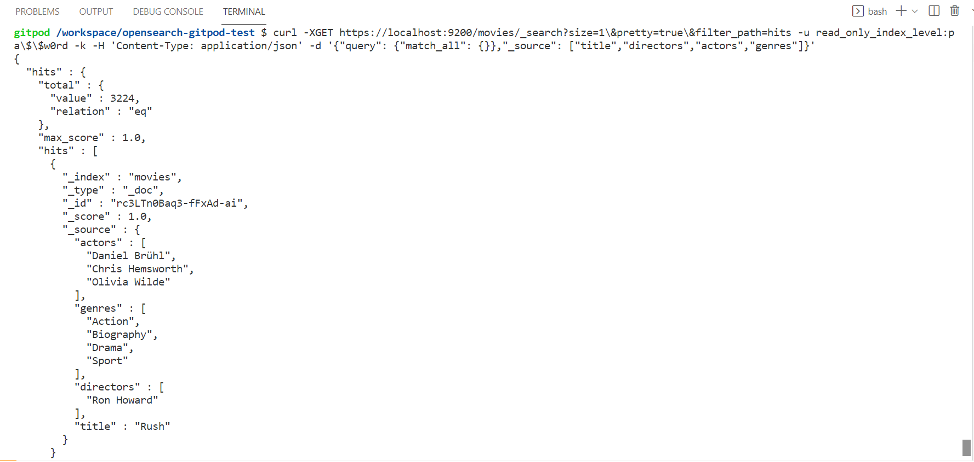 PROBLEMS OUTPUT DEBUG CONSOLE TERMINAL bash
gitpod /workspace/opensearch-gitpod-test $ curl -XGET https://localhost:9200/movies/_search?size=1\&pretty=true\&filter_path=hits -u read_only_index_level:p
a\$\$w0rd -k -H 'Content-Type: application/json' -d '{"query": {"match_all": {}},"_source": ["title","directors","actors","genres"]}'
{
  "hits" : {
    "total" : {
      "value" : 3224,
      "relation" : "eq"
    },
    "max_score" : 1.0,
    "hits" : [
      {
        "_index" : "movies",
        "_type" : "_doc",
        "_id" : "rc3LTn0Baq3-fFxAd-ai",
        "_score" : 1.0,
        "_source" : {
          "actors" : [
            "Daniel Brühl",
            "Chris Hemsworth",
            "Olivia Wilde"
          ],
          "genres" : [
            "Action",
            "Biography",
            "Drama",
            "Sport"
          ],
          "directors" : [
            "Ron Howard"
          ],
          "title" : "Rush"
        }
      }